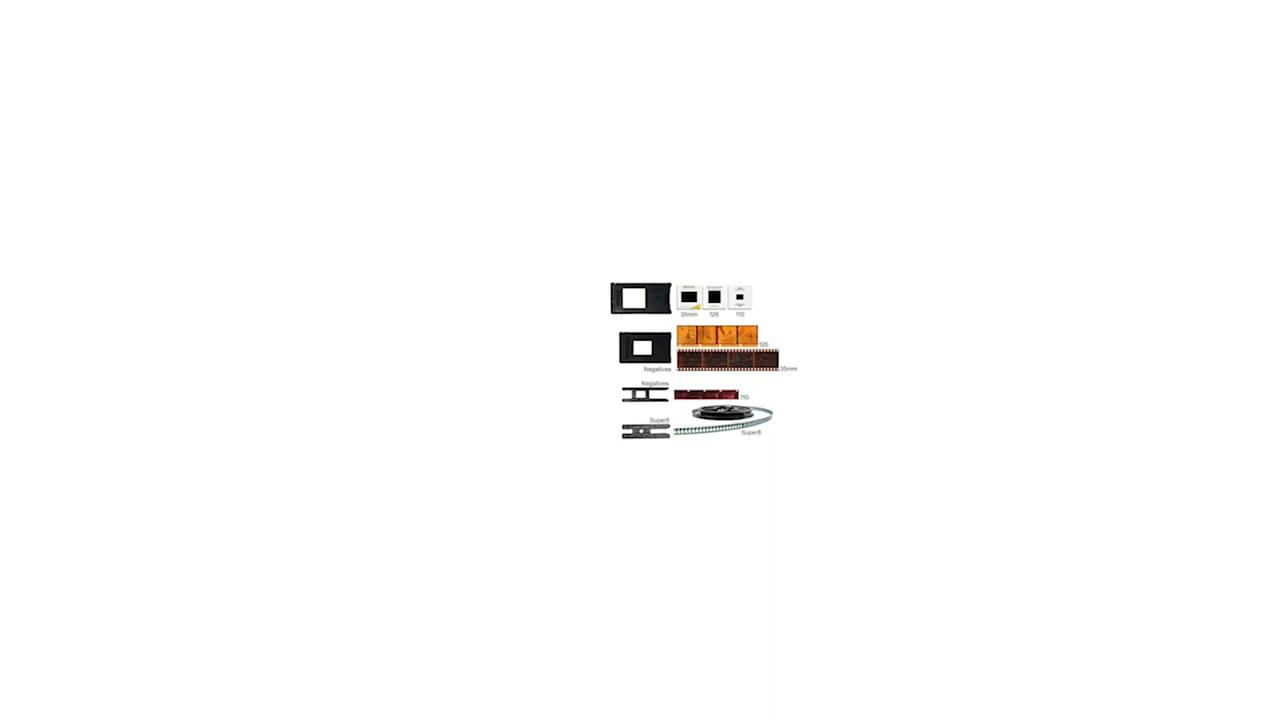 35mm 126 110
126
Negatives 35mm
Negatives
110
Super8
Super8